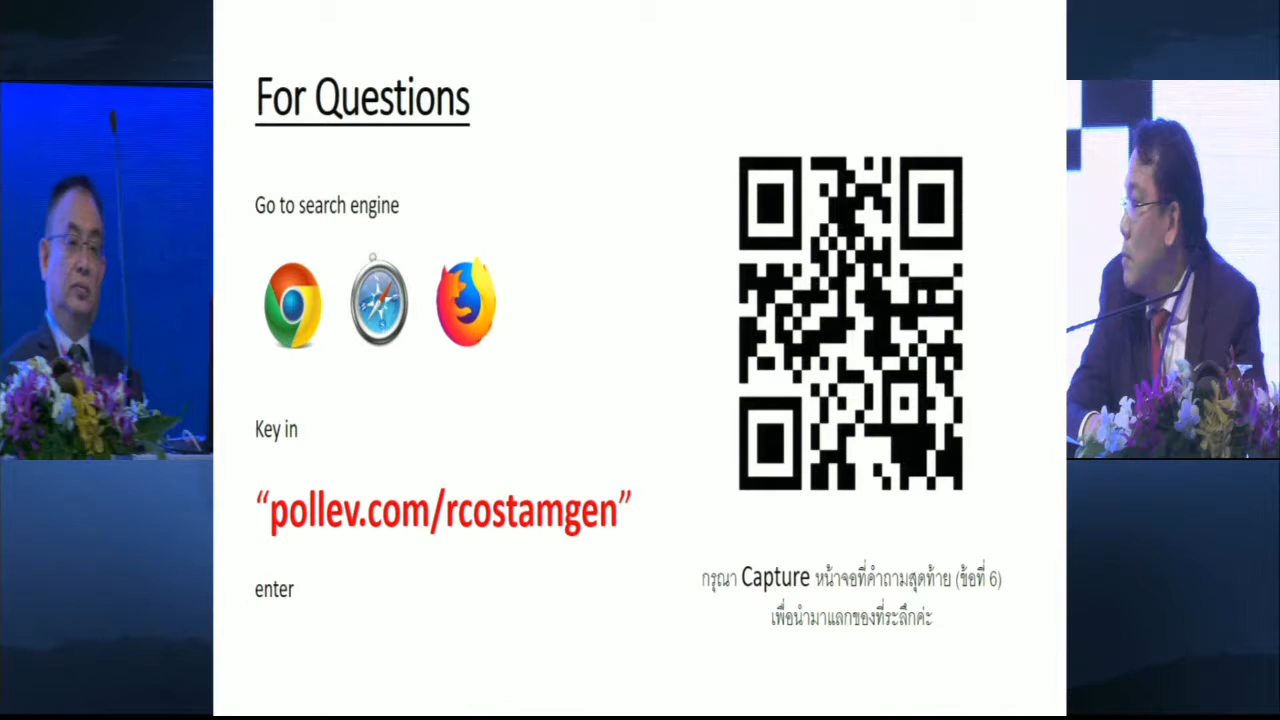 For Questions
Go to search engine
Key in
“pollev.com/rcostamgen”
enter
กรุณา Capture หน้าจอที่คำถามสุดท้าย (ข้อที่ 6)
เพื่อนำมาแลกของที่ระลึกค่ะ